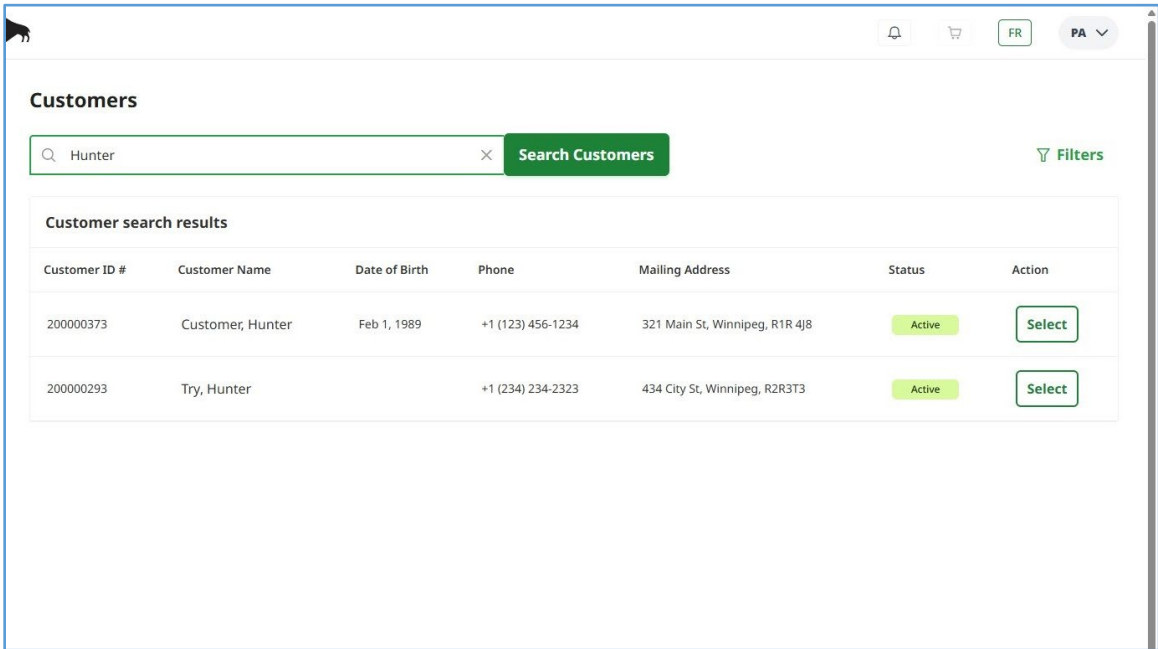 FR PA
Customers
Hunter Search Customers Filters
Customer search results
Customer ID # Customer Name Date of Birth Phone Mailing Address Status Action
200000373 Customer, Hunter Feb 1, 1989 +1 (123) 456-1234 321 Main St, Winnipeg, R1R 4J8 Active Select
200000293 Try, Hunter +1 (234) 234-2323 434 City St, Winnipeg, R2R3T3 Active Select